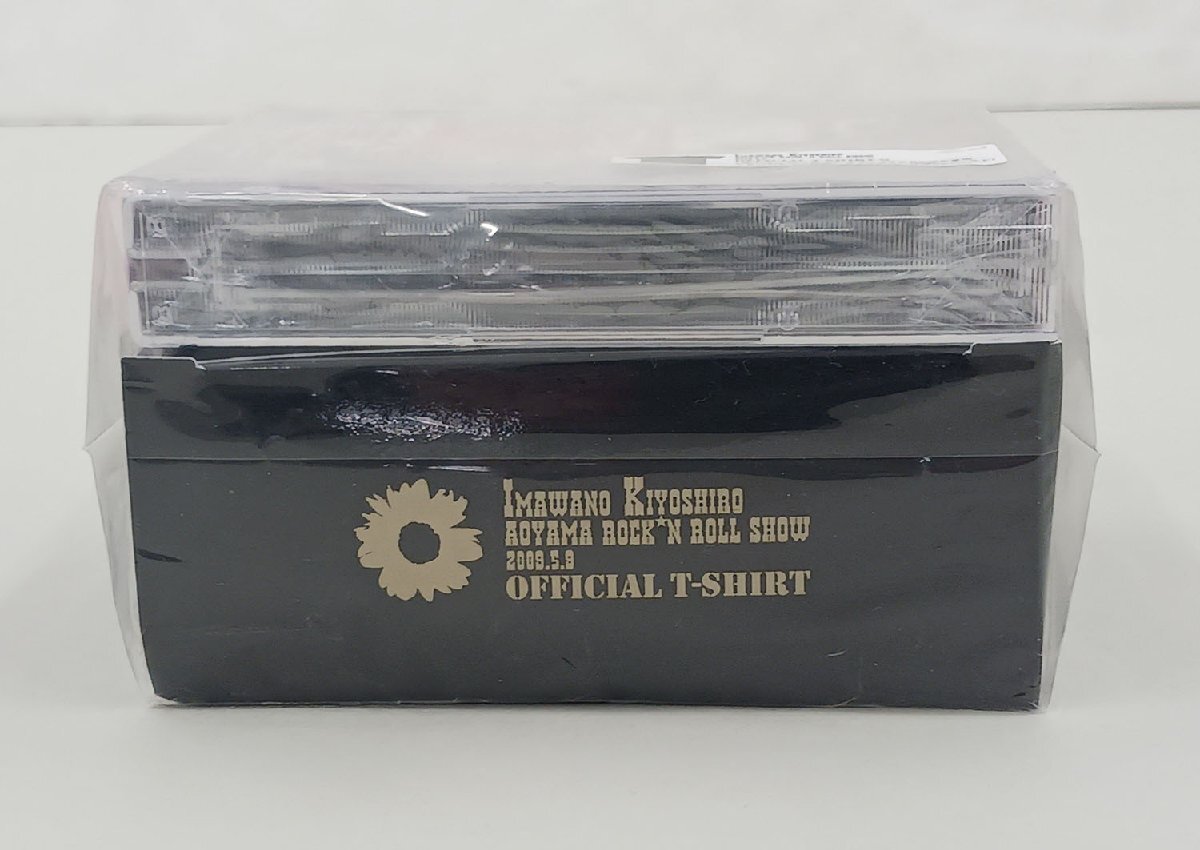 IMAWANO KIYOSHIRO
AOYAMA ROCK'N ROLL SHOW
2009.5.9
OFFICIAL T-SHIRT